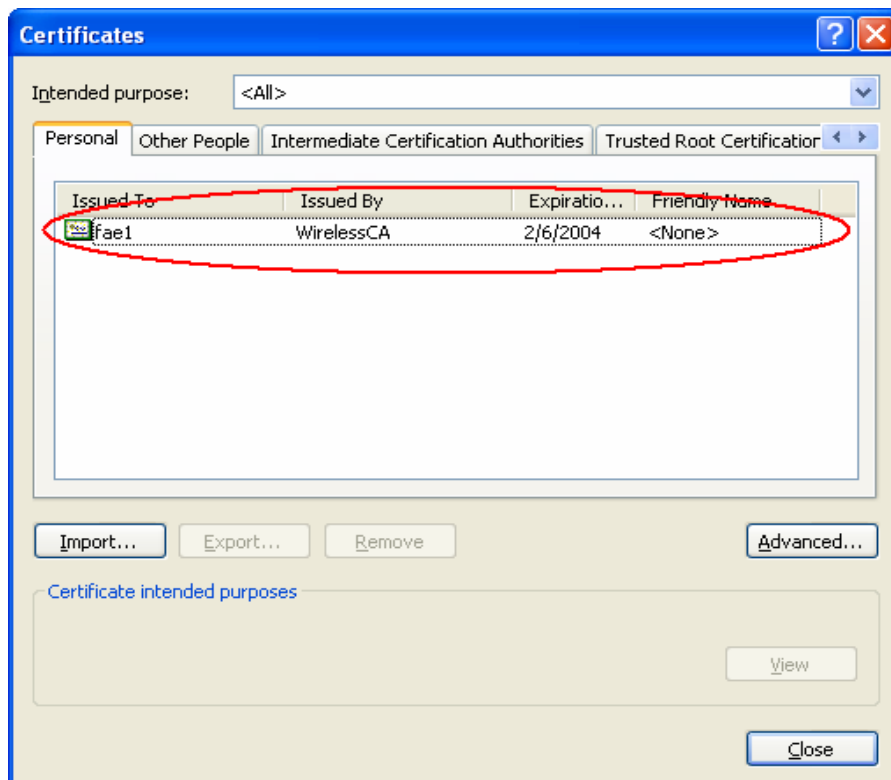 Certificates
Intended purpose: <All>
Personal Other People Intermediate Certification Authorities Trusted Root Certification
Issued To Issued By Expiratio... Friendly Name
fae1 WirelessCA 2/6/2004 <None>
Import... Export... Remove Advanced...
Certificate intended purposes
View
Close